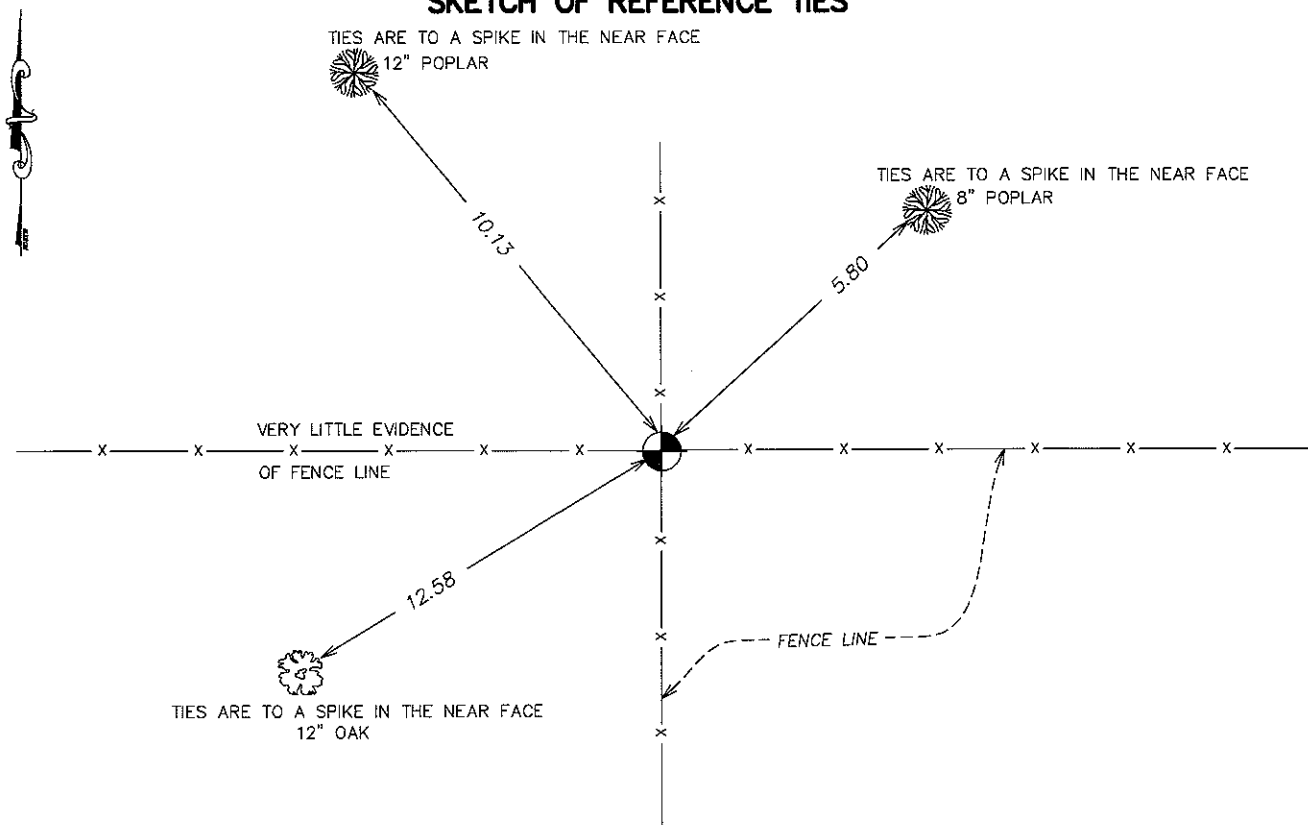 SKETCH OF REFERENCE TIES
TIES ARE TO A SPIKE IN THE NEAR FACE
12" POPLAR
TIES ARE TO A SPIKE IN THE NEAR FACE
8" POPLAR
10.13
5.80
VERY LITTLE EVIDENCE
OF FENCE LINE
12.58
FENCE LINE
TIES ARE TO A SPIKE IN THE NEAR FACE
12" OAK